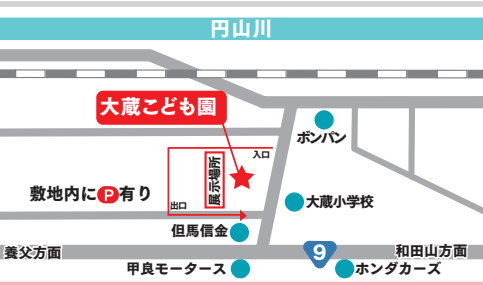 円山川
大蔵こども園
ボンパン
入口
展示場所
敷地内にP有り
大蔵小学校
出口
但馬信金
養父方面
9
和田山方面
甲良モータース
ホンダカーズ